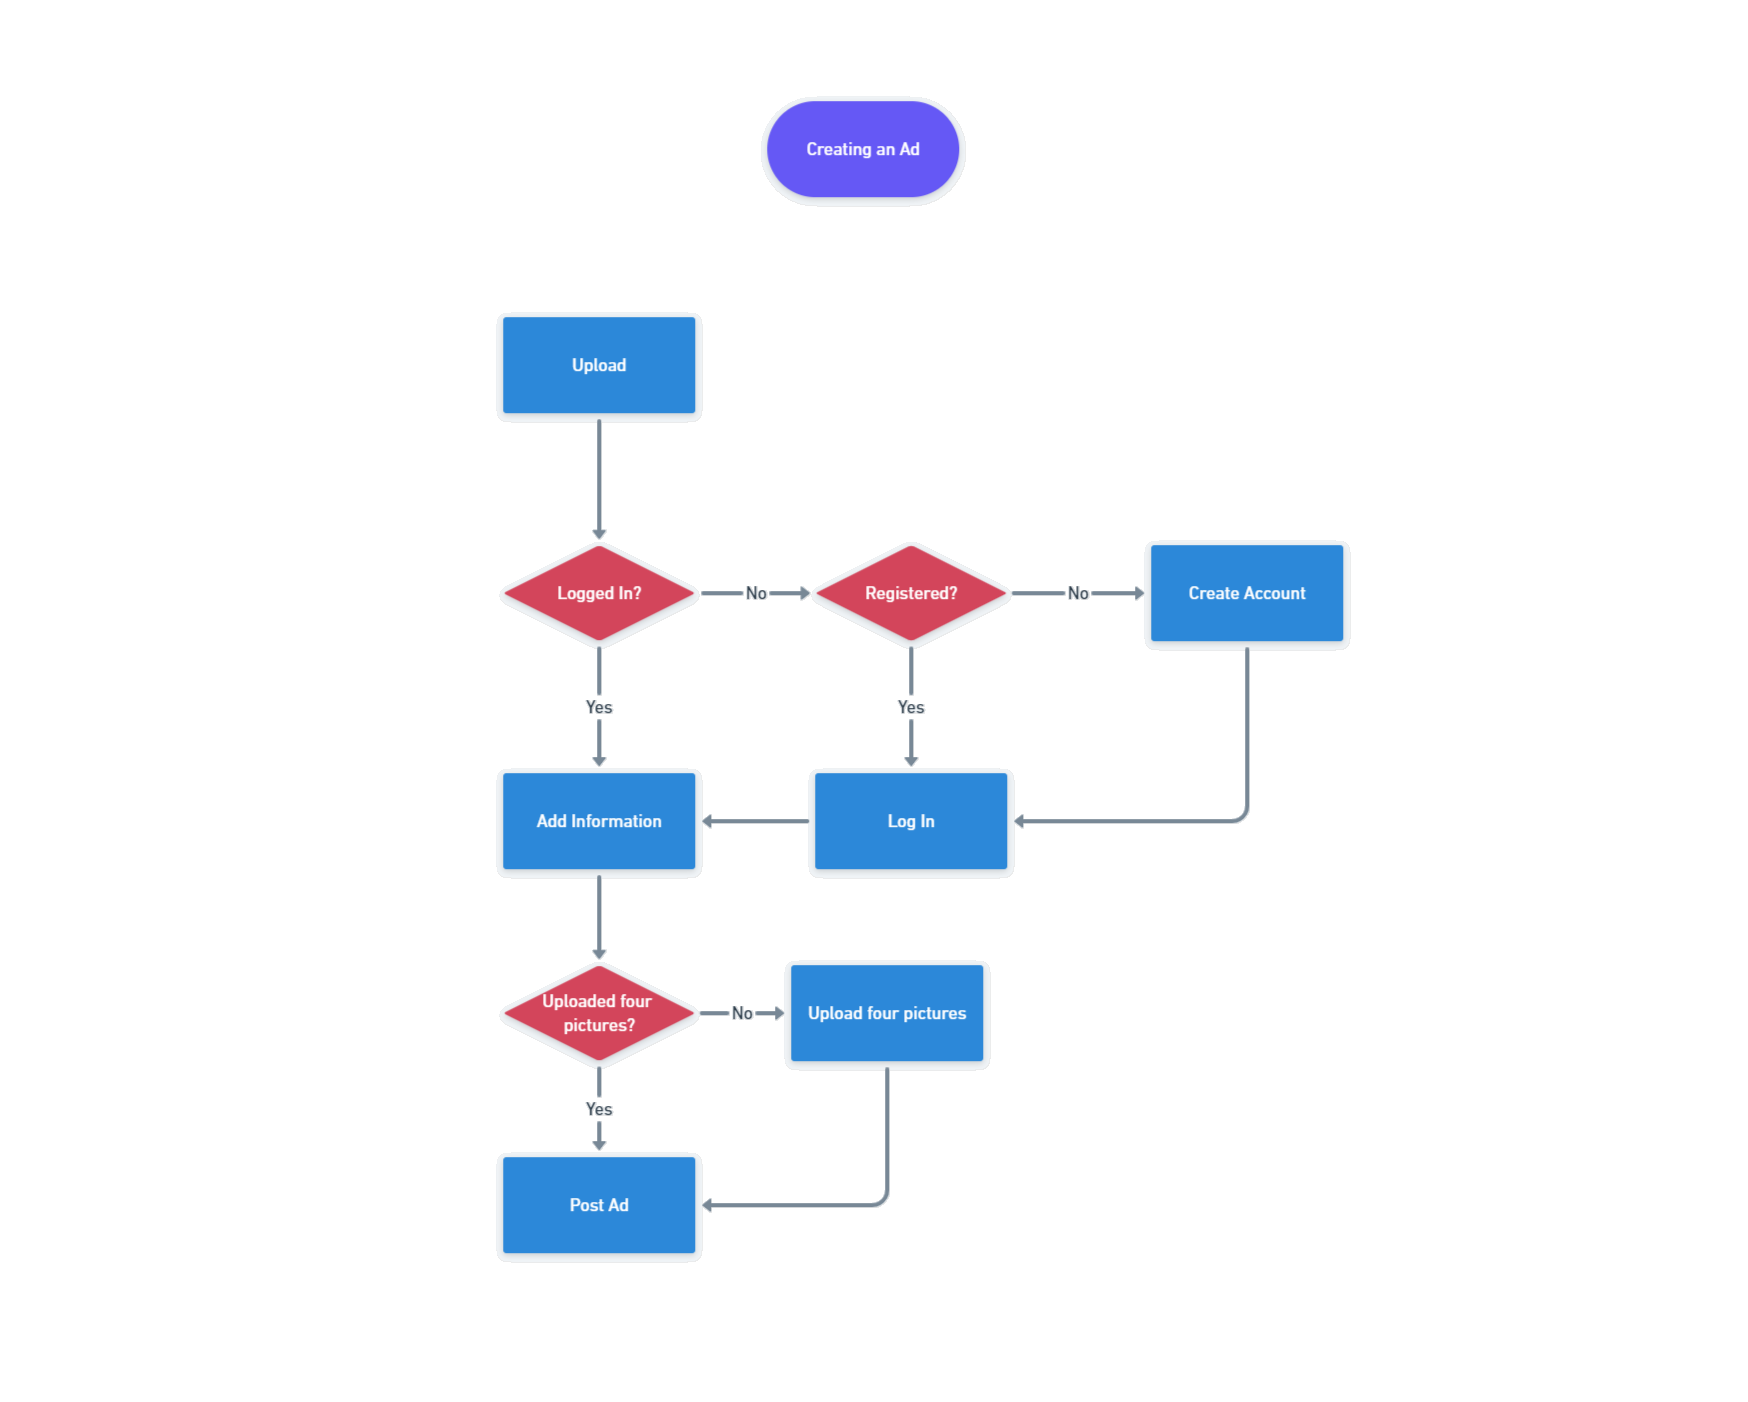 Creating an Ad
Upload
Logged In?
No
Registered?
No
Create Account
Yes
Yes
Add Information
Log In
Uploaded four
pictures?
No
Upload four pictures
Yes
Post Ad